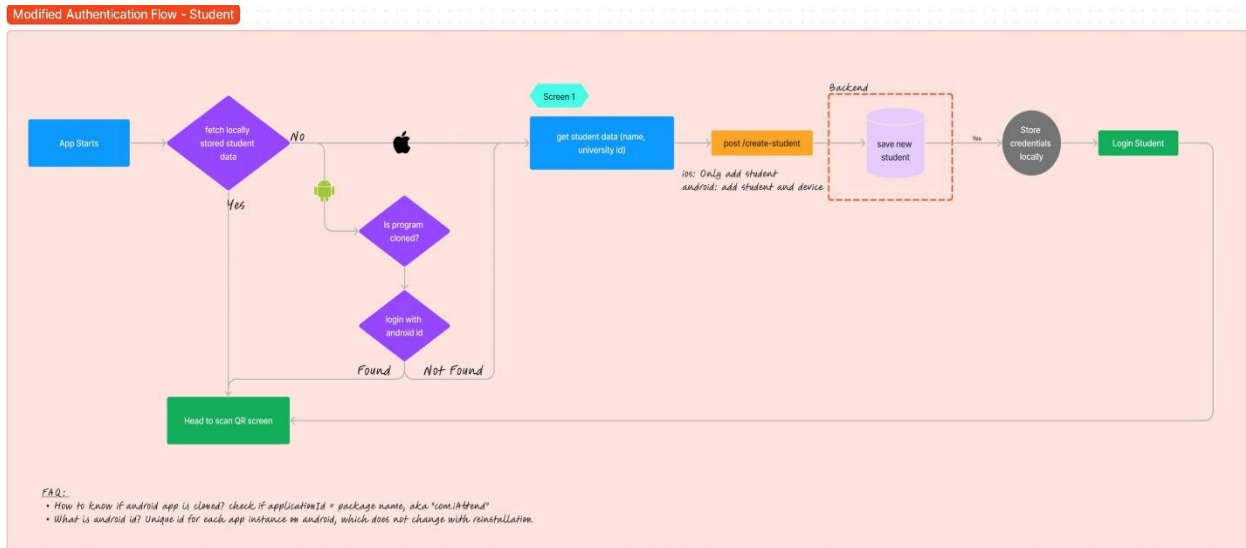 Modified Authentication Flow - Student
App Starts
fetch locally
stored student
data
No
Yes
Is program
cloned?
login with
android id
Found
Not Found
Head to scan QR screen
Screen 1
get student data (name,
university id)
post /create-student
ios: Only add student
android: add student and device
Backend
save new
student
Yes
Store
credentials
locally
Login Student
FAQ:
• How to know if android app is cloned? check if applicationId = package name, aka "com.iAttend"
• What is android id? Unique id for each app instance on android, which does not change with reinstallation.